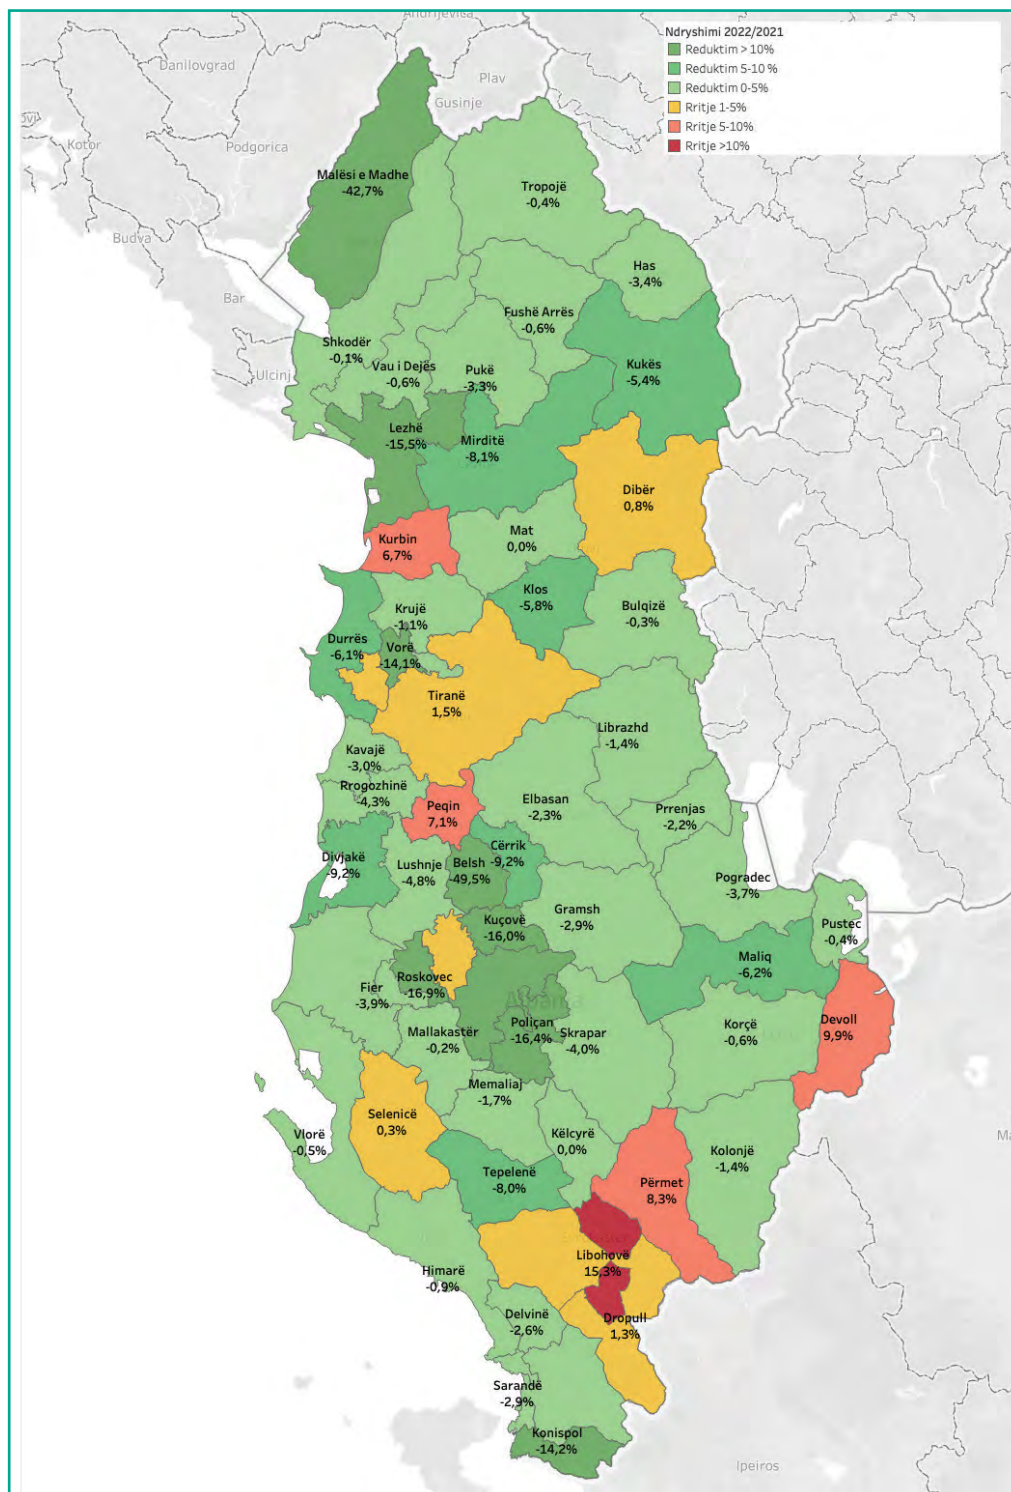 Andrijevica
Ndryshimi 2022/2021
Reduktim > 10%
Reduktim 5-10 %
Reduktim 0-5%
Rritje 1-5%
Rritje 5-10%
Rritje >10%
Danilovgrad
Plav
Gusinje
Kotor
Podgorica
Malësi e Madhe
-42,7%
Tropojë
-0,4%
Budva
Has
-3,4%
Bar
Fushë Arrës
-0,6%
Shkodër
-0,1%
Vau i Dejës
-0,6%
Pukë
-3,3%
Kukës
-5,4%
Ulcinj
Lezhë
-15,5%
Mirditë
-8,1%
Dibër
0,8%
Kurbin
6,7%
Mat
0,0%
Klos
-5,8%
Bulqizë
-0,3%
Krujë
-1,1%
Durrës
-6,1%
Vorë
-14,1%
Tiranë
1,5%
Librazhd
-1,4%
Kavajë
-3,0%
Rrogozhinë
-4,3%
Peqin
7,1%
Elbasan
-2,3%
Prrenjas
-2,2%
Divjakë
-9,2%
Lushnje
-4,8%
Belsh
-49,5%
Cërrik
-9,2%
Pogradec
-3,7%
Kuçovë
-16,0%
Gramsh
-2,9%
Pustec
-0,4%
Maliq
-6,2%
Roskovec
-16,9%
Fier
-3,9%
Albania
Mallakastër
-0,2%
Poliçan
-16,4%
Skrapar
-4,0%
Korçë
-0,6%
Devoll
9,9%
Memaliaj
-1,7%
Selenicë
0,3%
Vlorë
-0,5%
Këlcyrë
0,0%
Kolonjë
-1,4%
Tepelenë
-8,0%
Përmet
8,3%
Libohovë
15,3%
Himarë
-0,9%
Delvinë
-2,6%
Dropull
1,3%
Sarandë
-2,9%
Konispol
-14,2%
Ipeiros